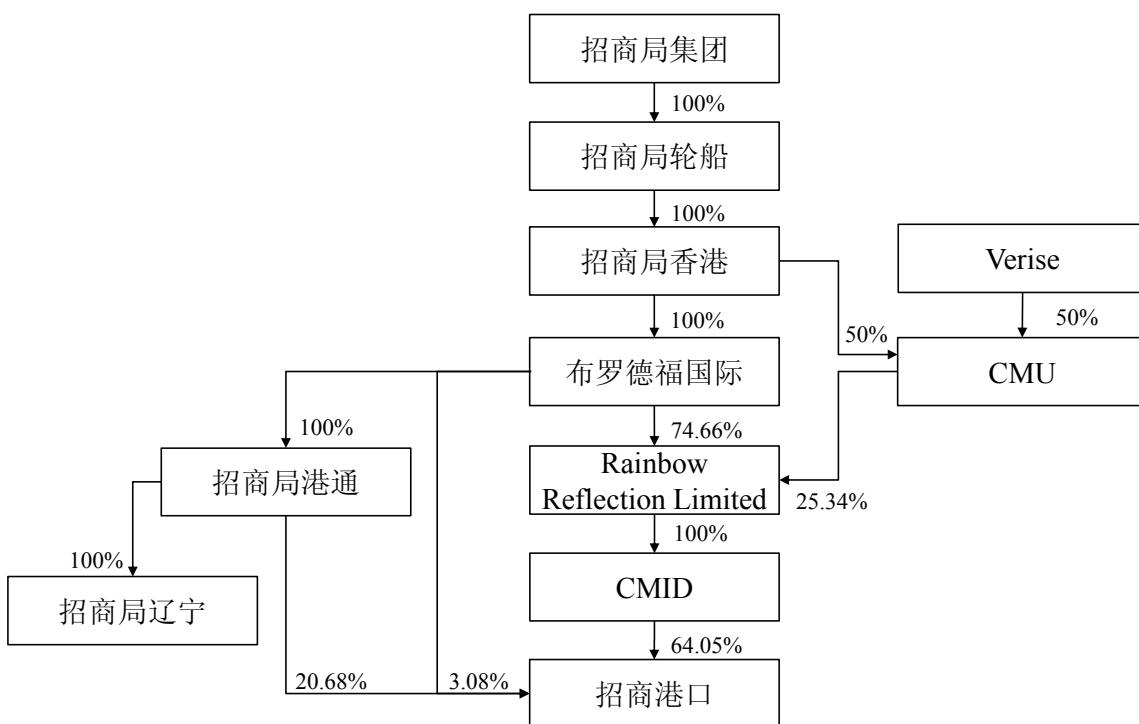 招商局集团
100%
招商局轮船
100%
招商局香港
Verise
100%
50%
50%
布罗德福国际
CMU
100%
74.66%
招商局港通
Rainbow
Reflection Limited
25.34%
100%
100%
招商局辽宁
CMID
64.05%
20.68%
3.08%
招商港口